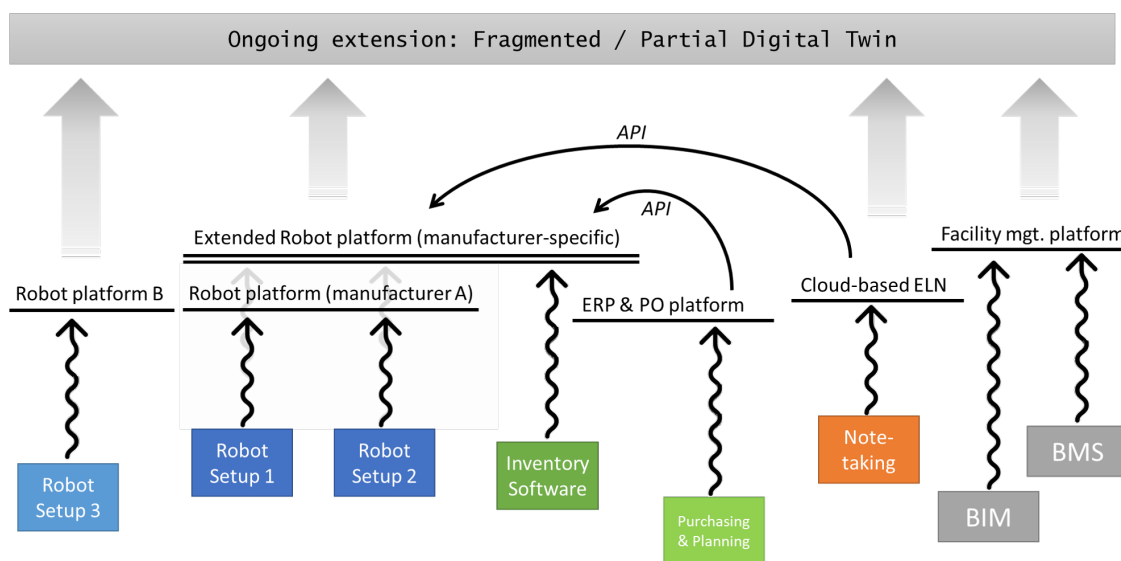 Ongoing extension: Fragmented / Partial Digital Twin
API
API
Extended Robot platform (manufacturer-specific)
Facility mgt. platform
Robot platform B
Robot platform (manufacturer A)
ERP & PO platform
Cloud-based ELN
Robot
Setup 3
Robot
Setup 1
Robot
Setup 2
Inventory
Software
Purchasing
& Planning
Note-
taking
BIM
BMS